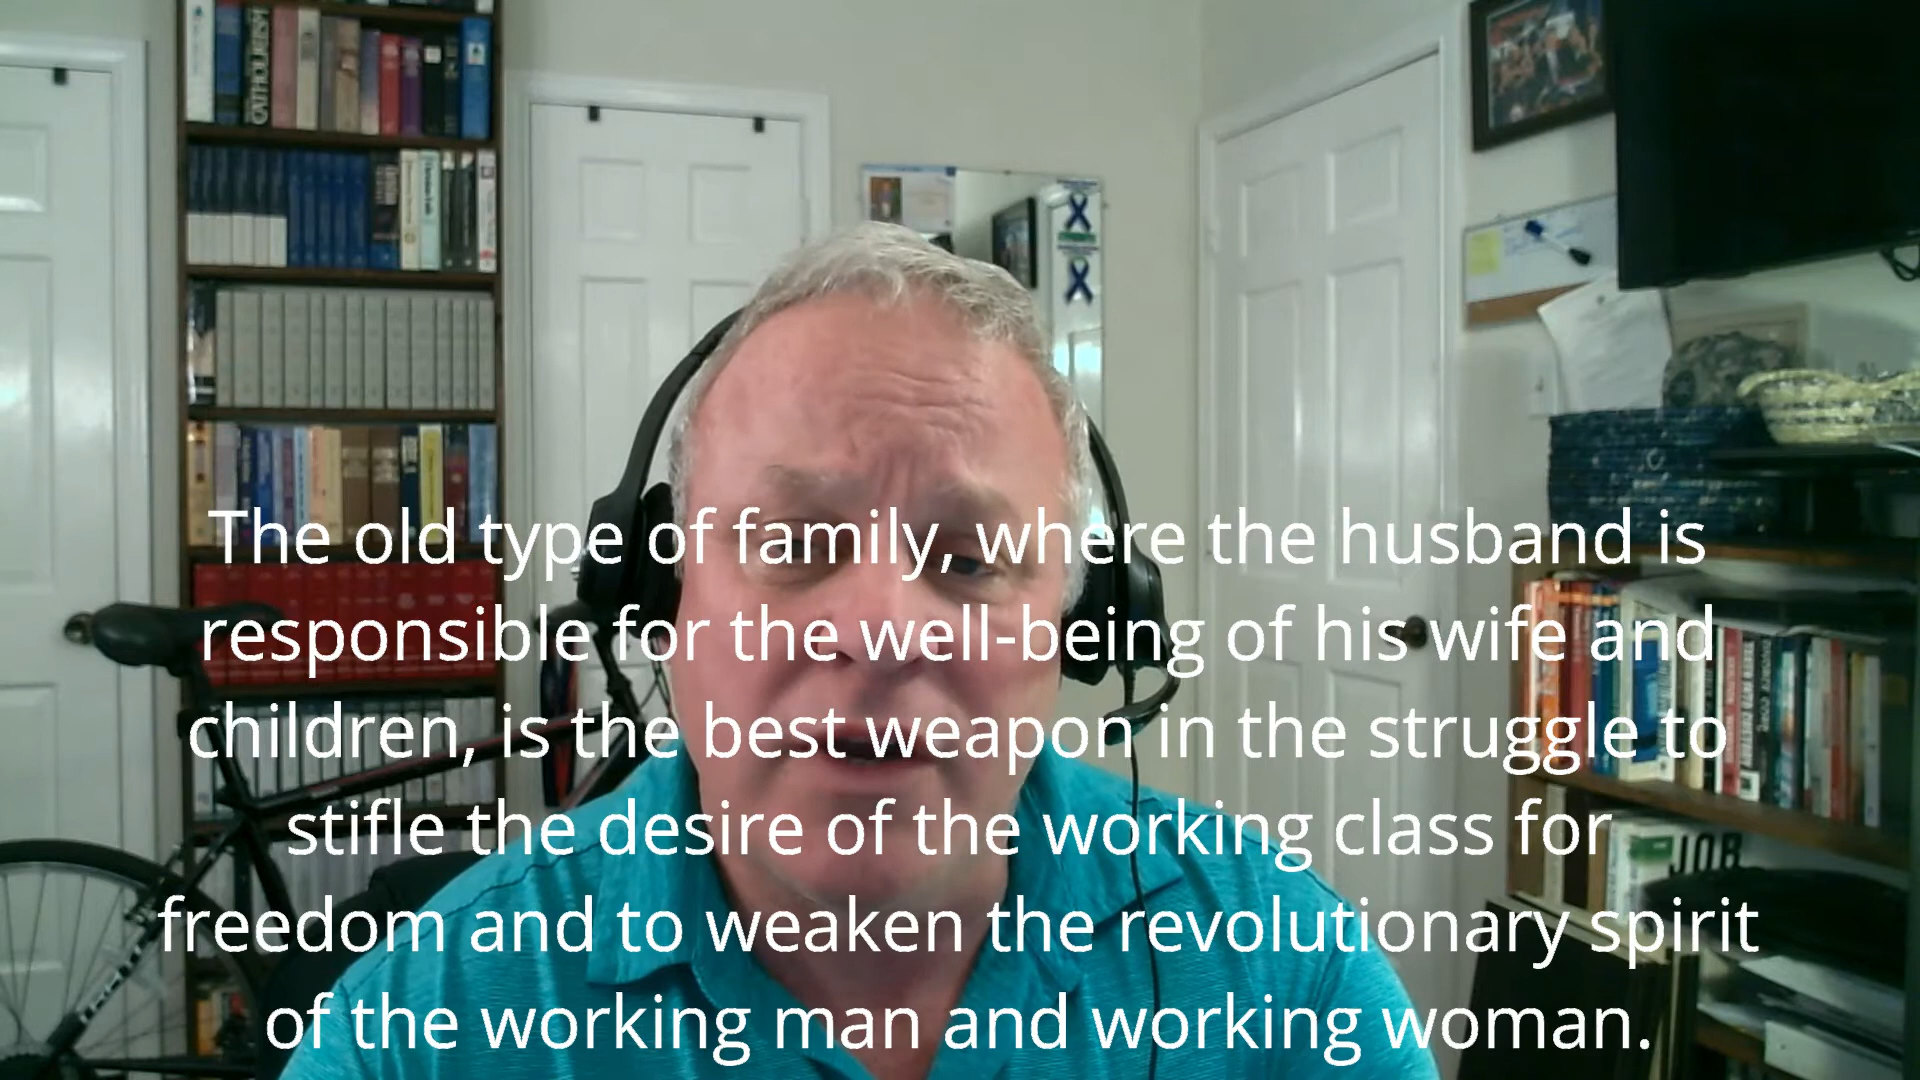 CATHOLICISM
The old type of family, where the husband is
responsible for the well-being of his wife and
children, is the best weapon in the struggle to
stifle the desire of the working class for
freedom and to weaken the revolutionary spirit
of the working man and working woman.
JOB